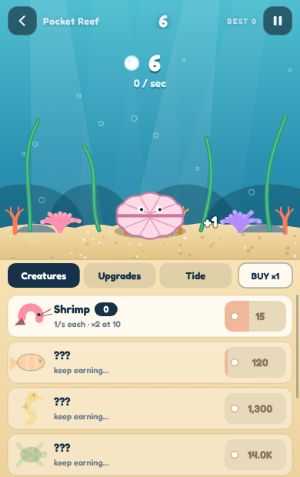 Pocket Reef
6
BEST 0
6
0 / sec
+1
Creatures
Upgrades
Tide
BUY x1
Shrimp 0
1/s each · x2 at 10
15
???
keep earning...
120
???
keep earning...
1,300
???
keep earning...
14.0K